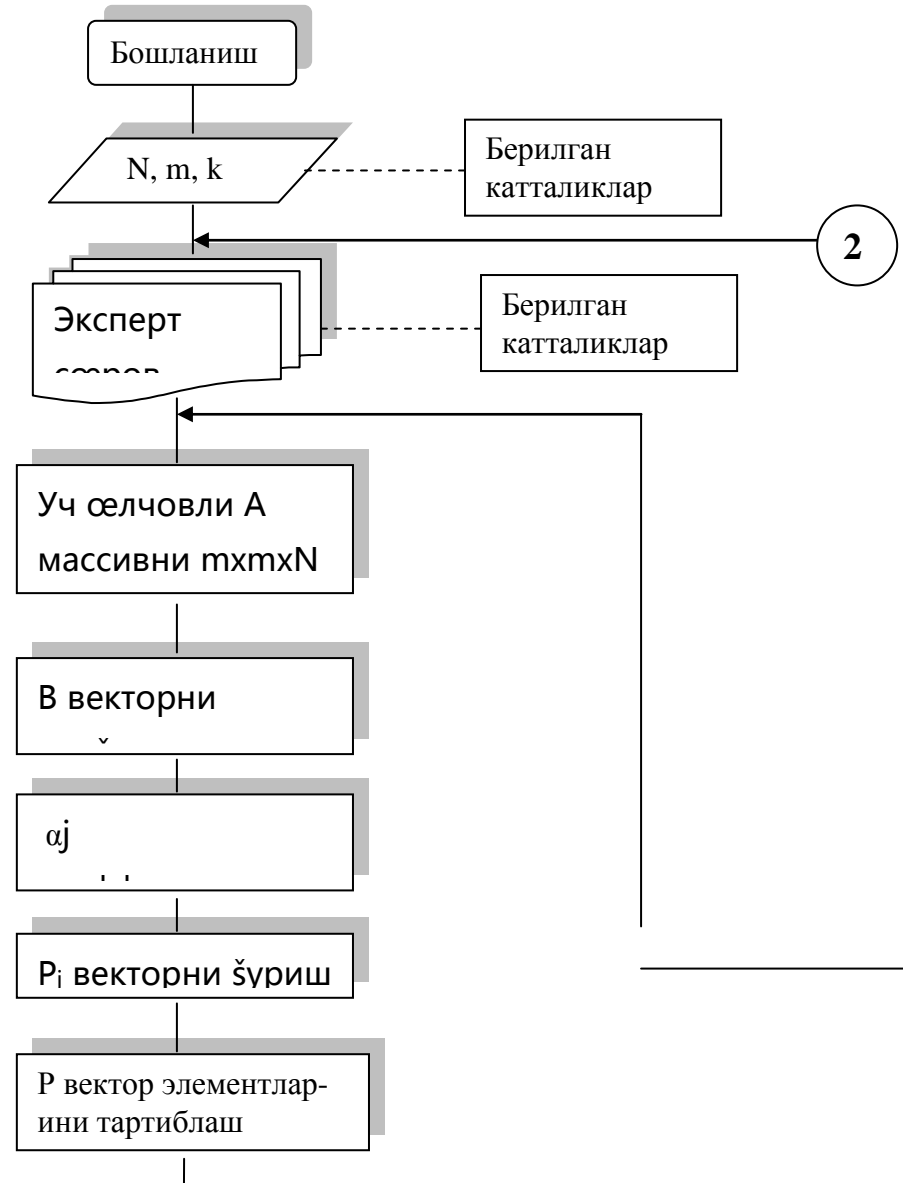 Бошланиш
N, m, k
Берилган
катталиклар
2
Эксперт
Берилган
катталиклар
Уч œлчовли А
массивни mxmxN
В векторни
αj
Pi векторни šуриш
Р вектор элементлар-
ини тартиблаш